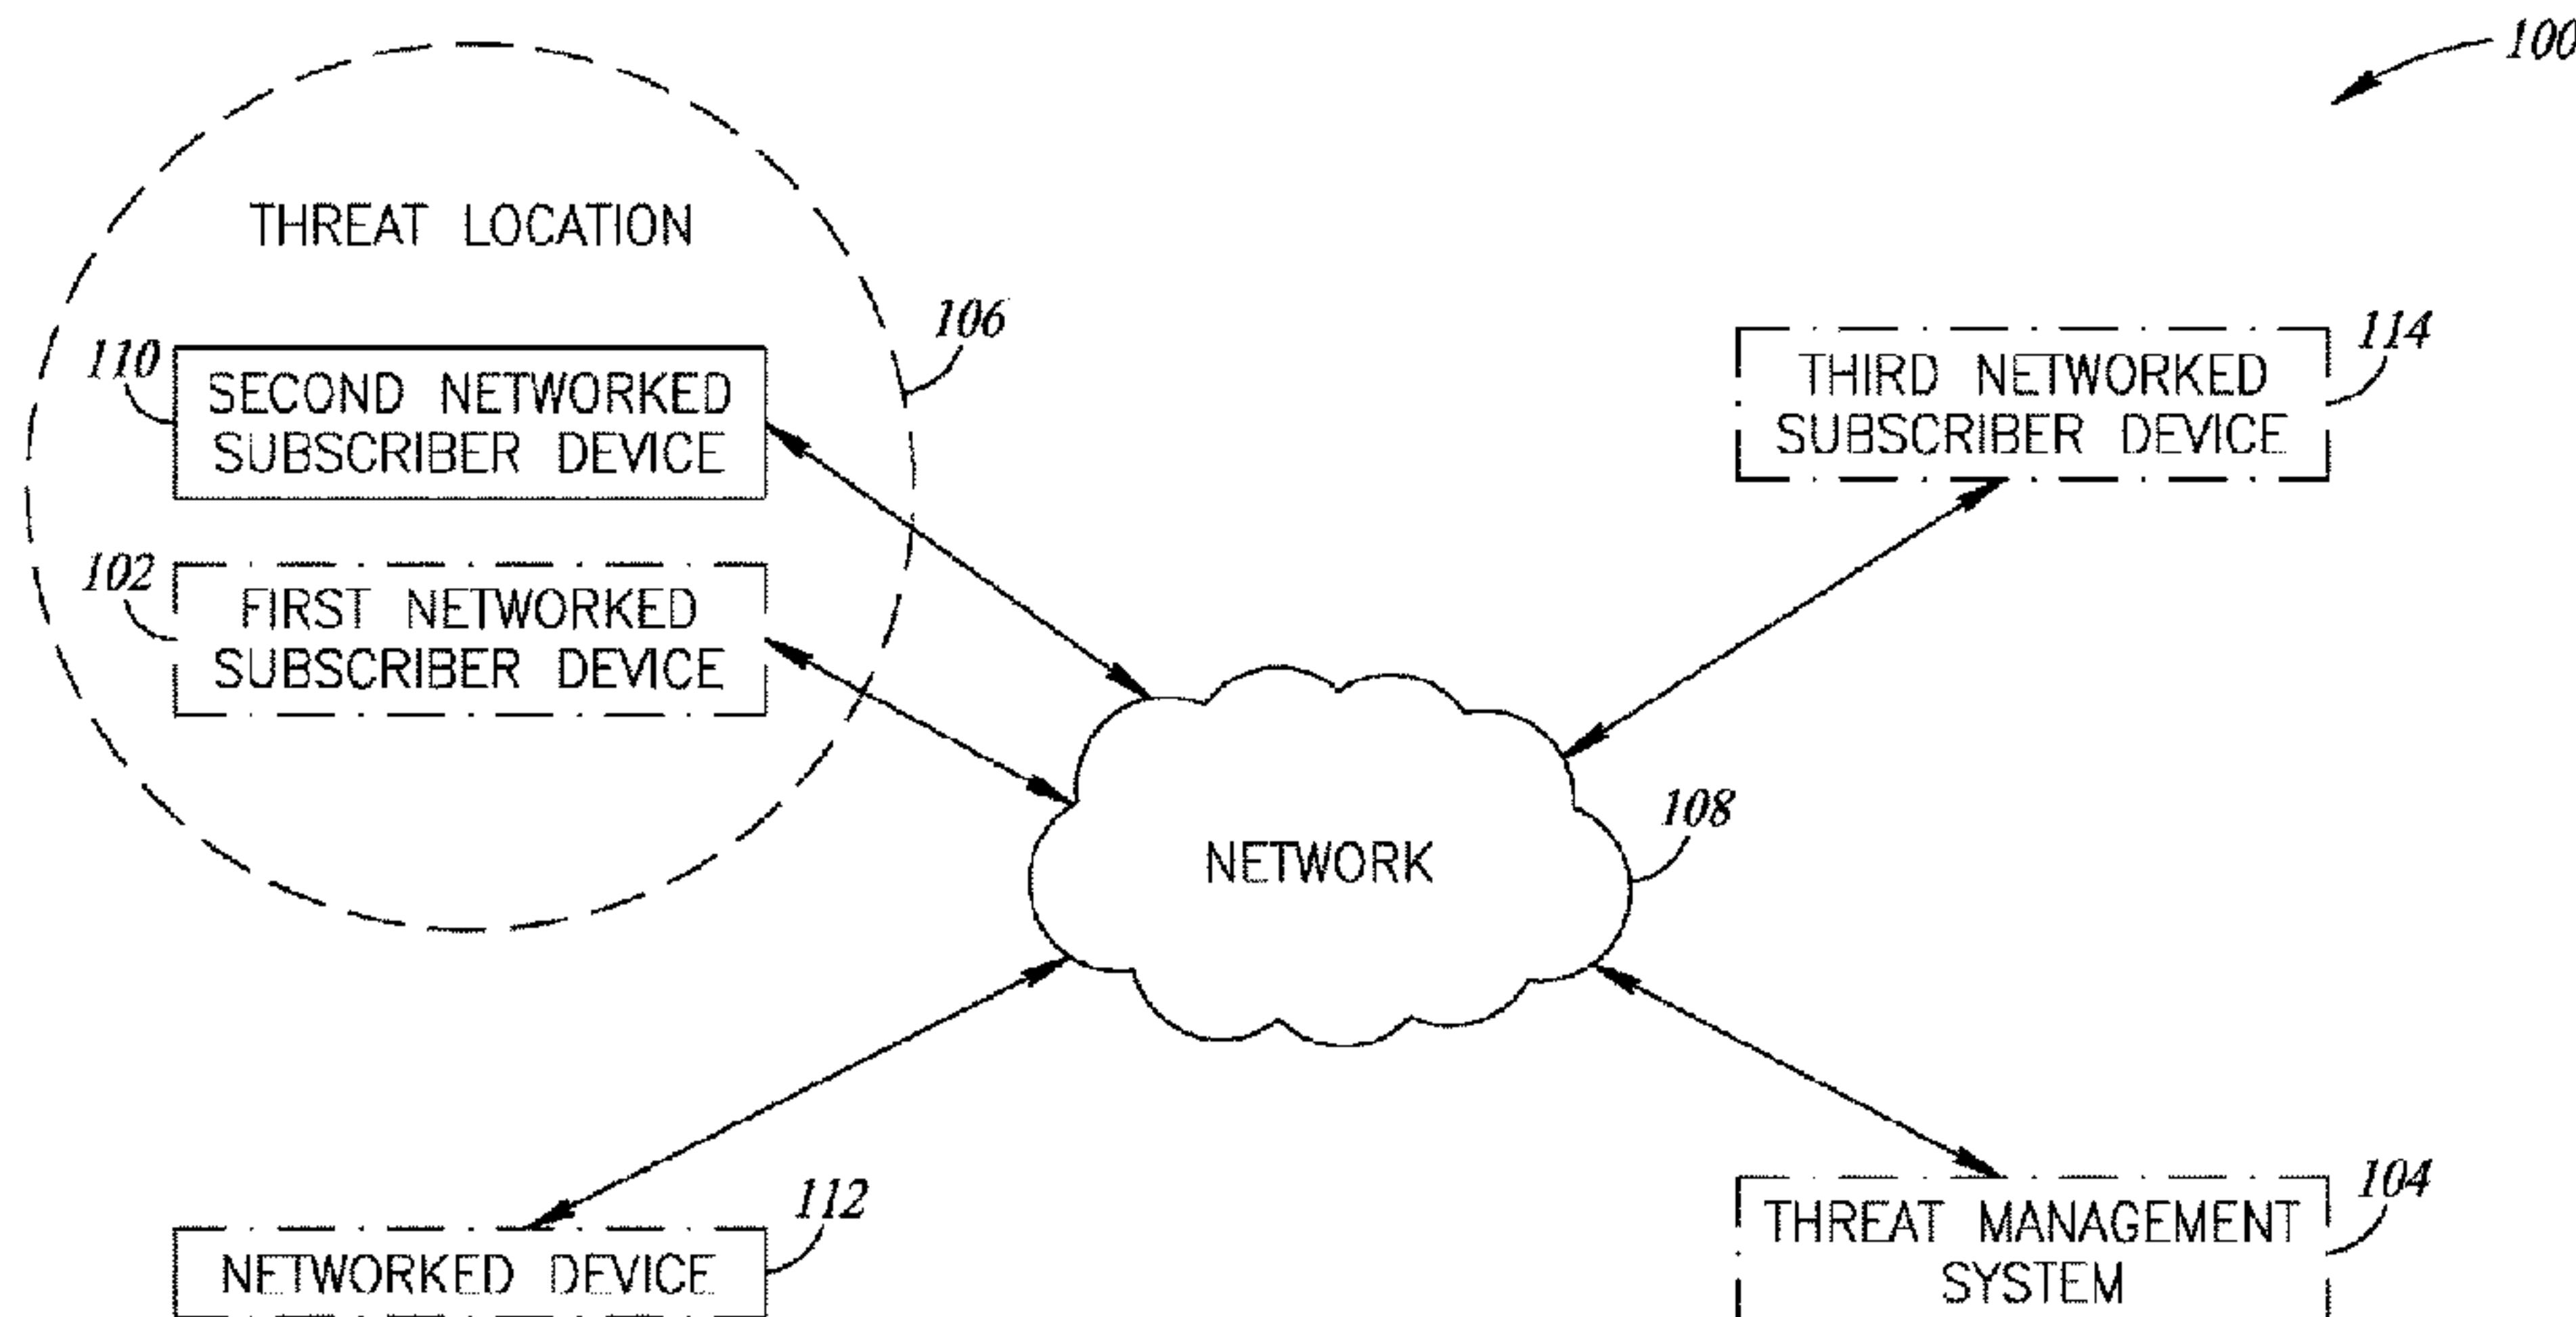 100
THREAT LOCATION
106
110
SECOND NETWORKED
SUBSCRIBER DEVICE
114
THIRD NETWORKED
SUBSCRIBER DEVICE
102
FIRST NETWORKED
SUBSCRIBER DEVICE
108
NETWORK
112
NETWORKED DEVICE
104
THREAT MANAGEMENT
SYSTEM